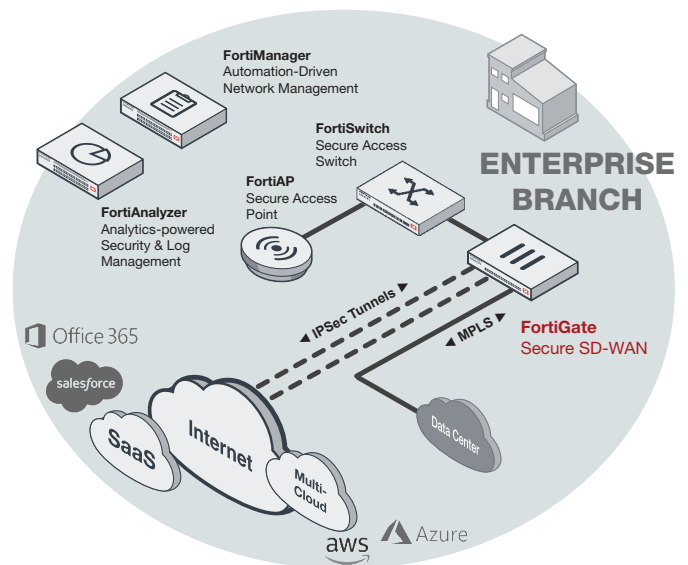 FortiManager
Automation-Driven
Network Management
FortiSwitch
Secure Access
Switch
ENTERPRISE
BRANCH
FortiAP
Secure Access
Point
FortiAnalyzer
Analytics-powered
Security & Log
Management
◄ IPSec Tunnels ►
◄ MPLS ►
FortiGate
Secure SD-WAN
Office 365
salesforce
SaaS
Internet
Multi-
Cloud
Data Center
aws
Azure